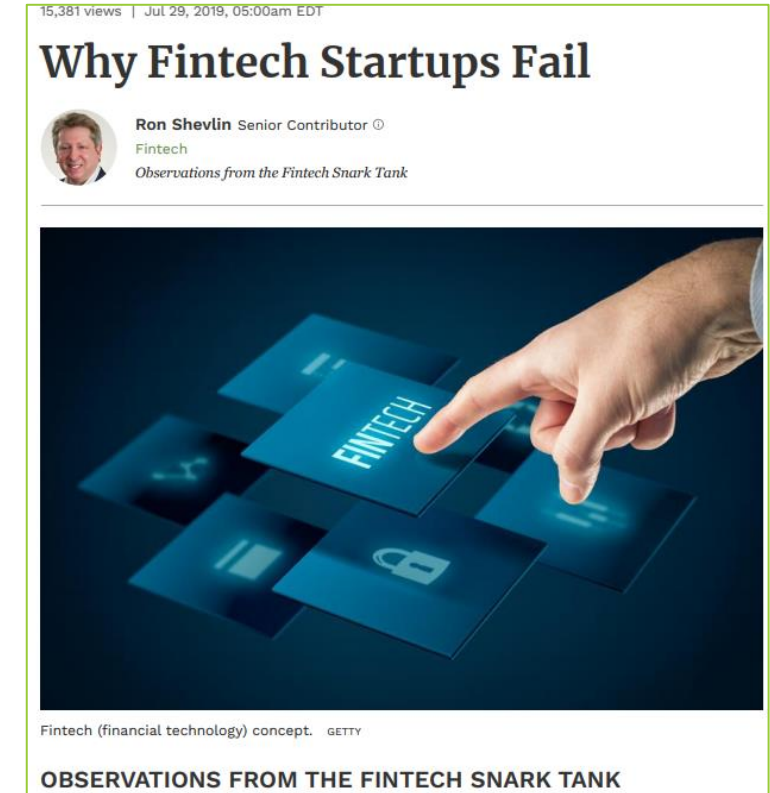 15,381 views | Jul 29, 2019, 05:00am EDT
Why Fintech Startups Fail
Ron Shevlin Senior Contributor ⓘ
Fintech
Observations from the Fintech Snark Tank
FINTECH
Fintech (financial technology) concept. GETTY
OBSERVATIONS FROM THE FINTECH SNARK TANK